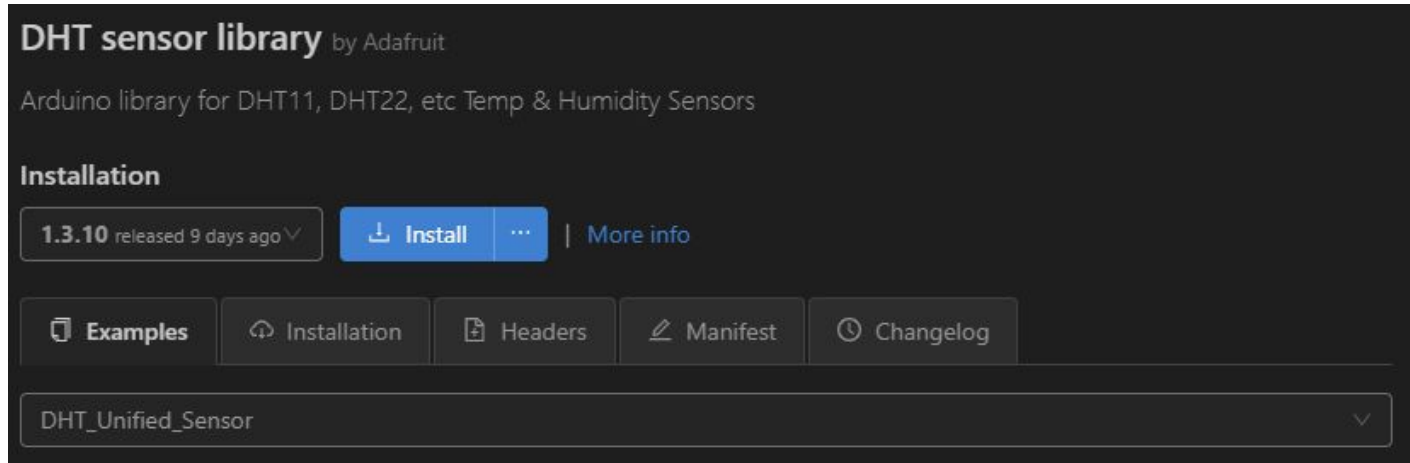 DHT sensor library by Adafruit
Arduino library for DHT11, DHT22, etc Temp & Humidity Sensors
Installation
1.3.10 released 9 days ago Install ... | More info
Examples Installation Headers Manifest Changelog
DHT_Unified_Sensor